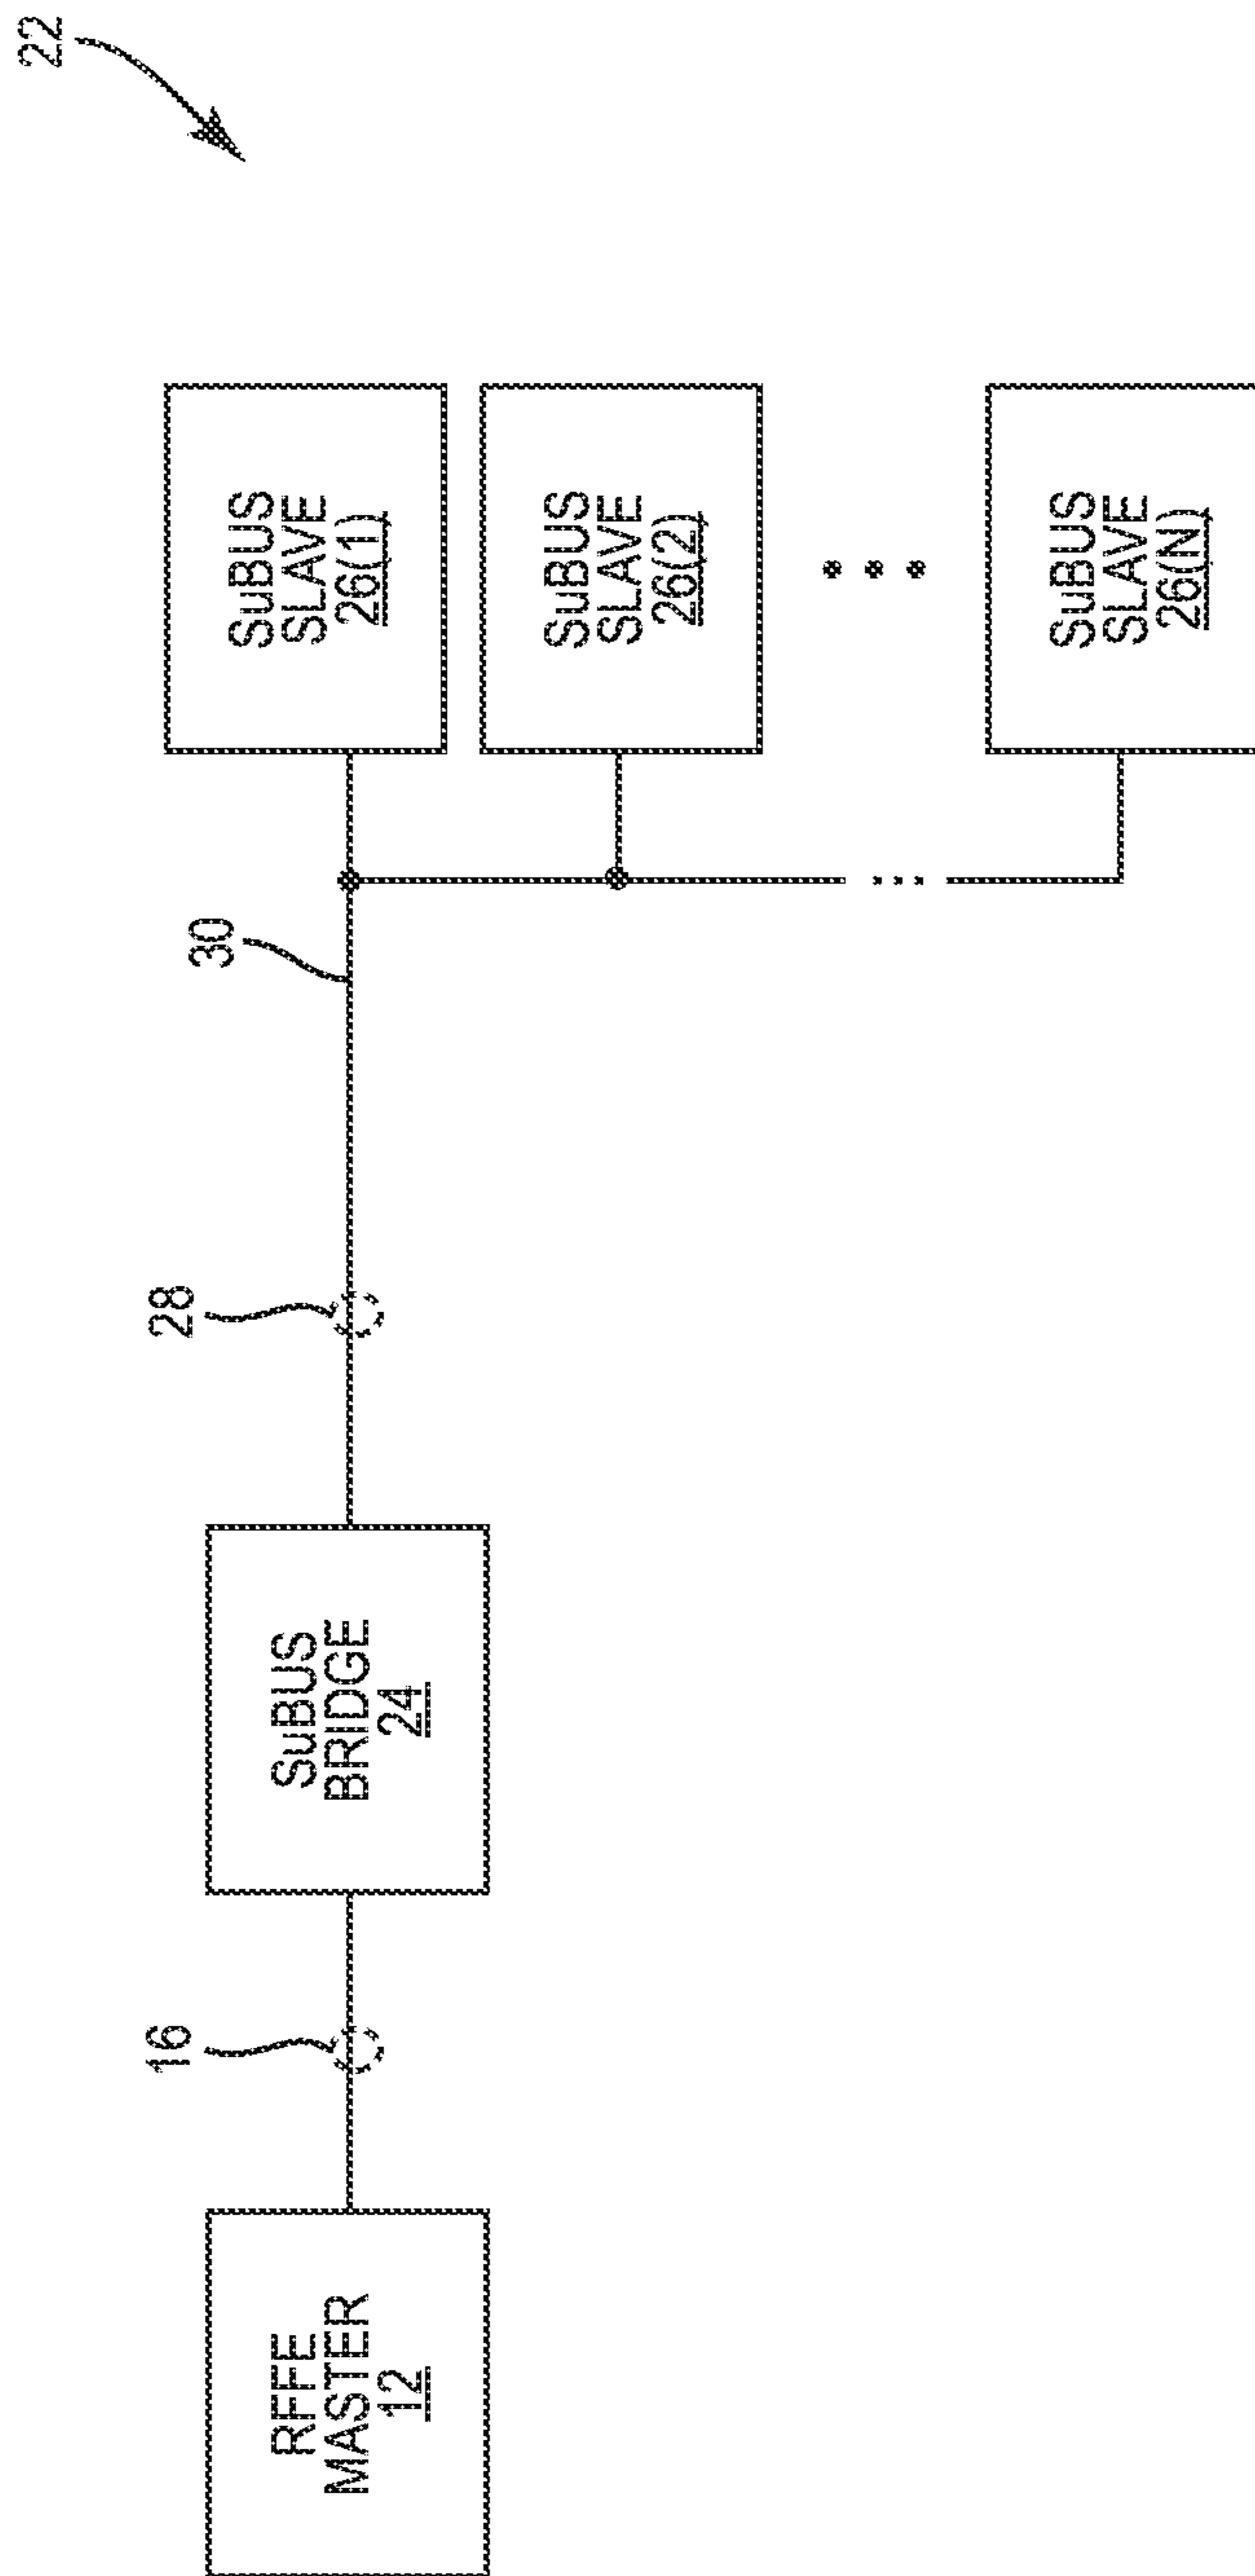 22
SuBUS
SLAVE
26(1)
SuBUS
SLAVE
26(2)
SuBUS
SLAVE
26(N)
30
28
SuBUS
BRIDGE
24
16
RFFE
MASTER
12